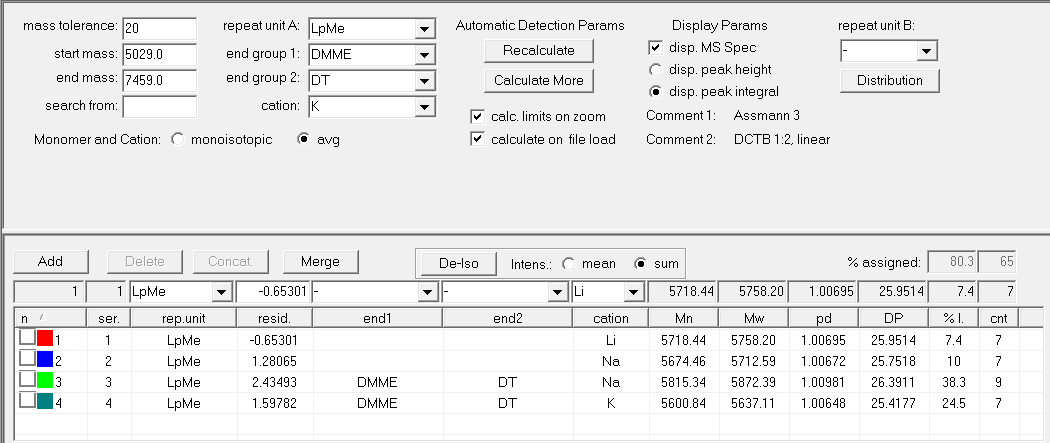 mass tolerance: 20 repeat unit A: LpMe Automatic Detection Params Display Params repeat unit B:
start mass: 5029.0 end group 1: DMME Recalculate disp. MS Spec -
end mass: 7459.0 end group 2: DT Calculate More disp. peak height Distribution
search from: cation: K disp. peak integral
calc. limits on zoom Comment 1: Assmann 3
Monomer and Cation: monoisotopic avg calculate on file load Comment 2: DCTB 1:2, linear
Add Delete Concat. Merge De-Iso Intens.: mean sum % assigned: 80.3 65
1 1 LpMe -0.65301 - - Li 5718.44 5758.20 1.00695 25.9514 7.4 7
n ser. rep.unit resid. end1 end2 cation Mn Mw pd DP % I. cnt
1 1 LpMe -0.65301 Li 5718.44 5758.20 1.00695 25.9514 7.4 7
2 2 LpMe 1.28065 Na 5674.46 5712.59 1.00672 25.7518 10 7
3 3 LpMe 2.43493 DMME DT Na 5815.34 5872.39 1.00981 26.3911 38.3 9
4 4 LpMe 1.59782 DMME DT K 5600.84 5637.11 1.00648 25.4177 24.5 7